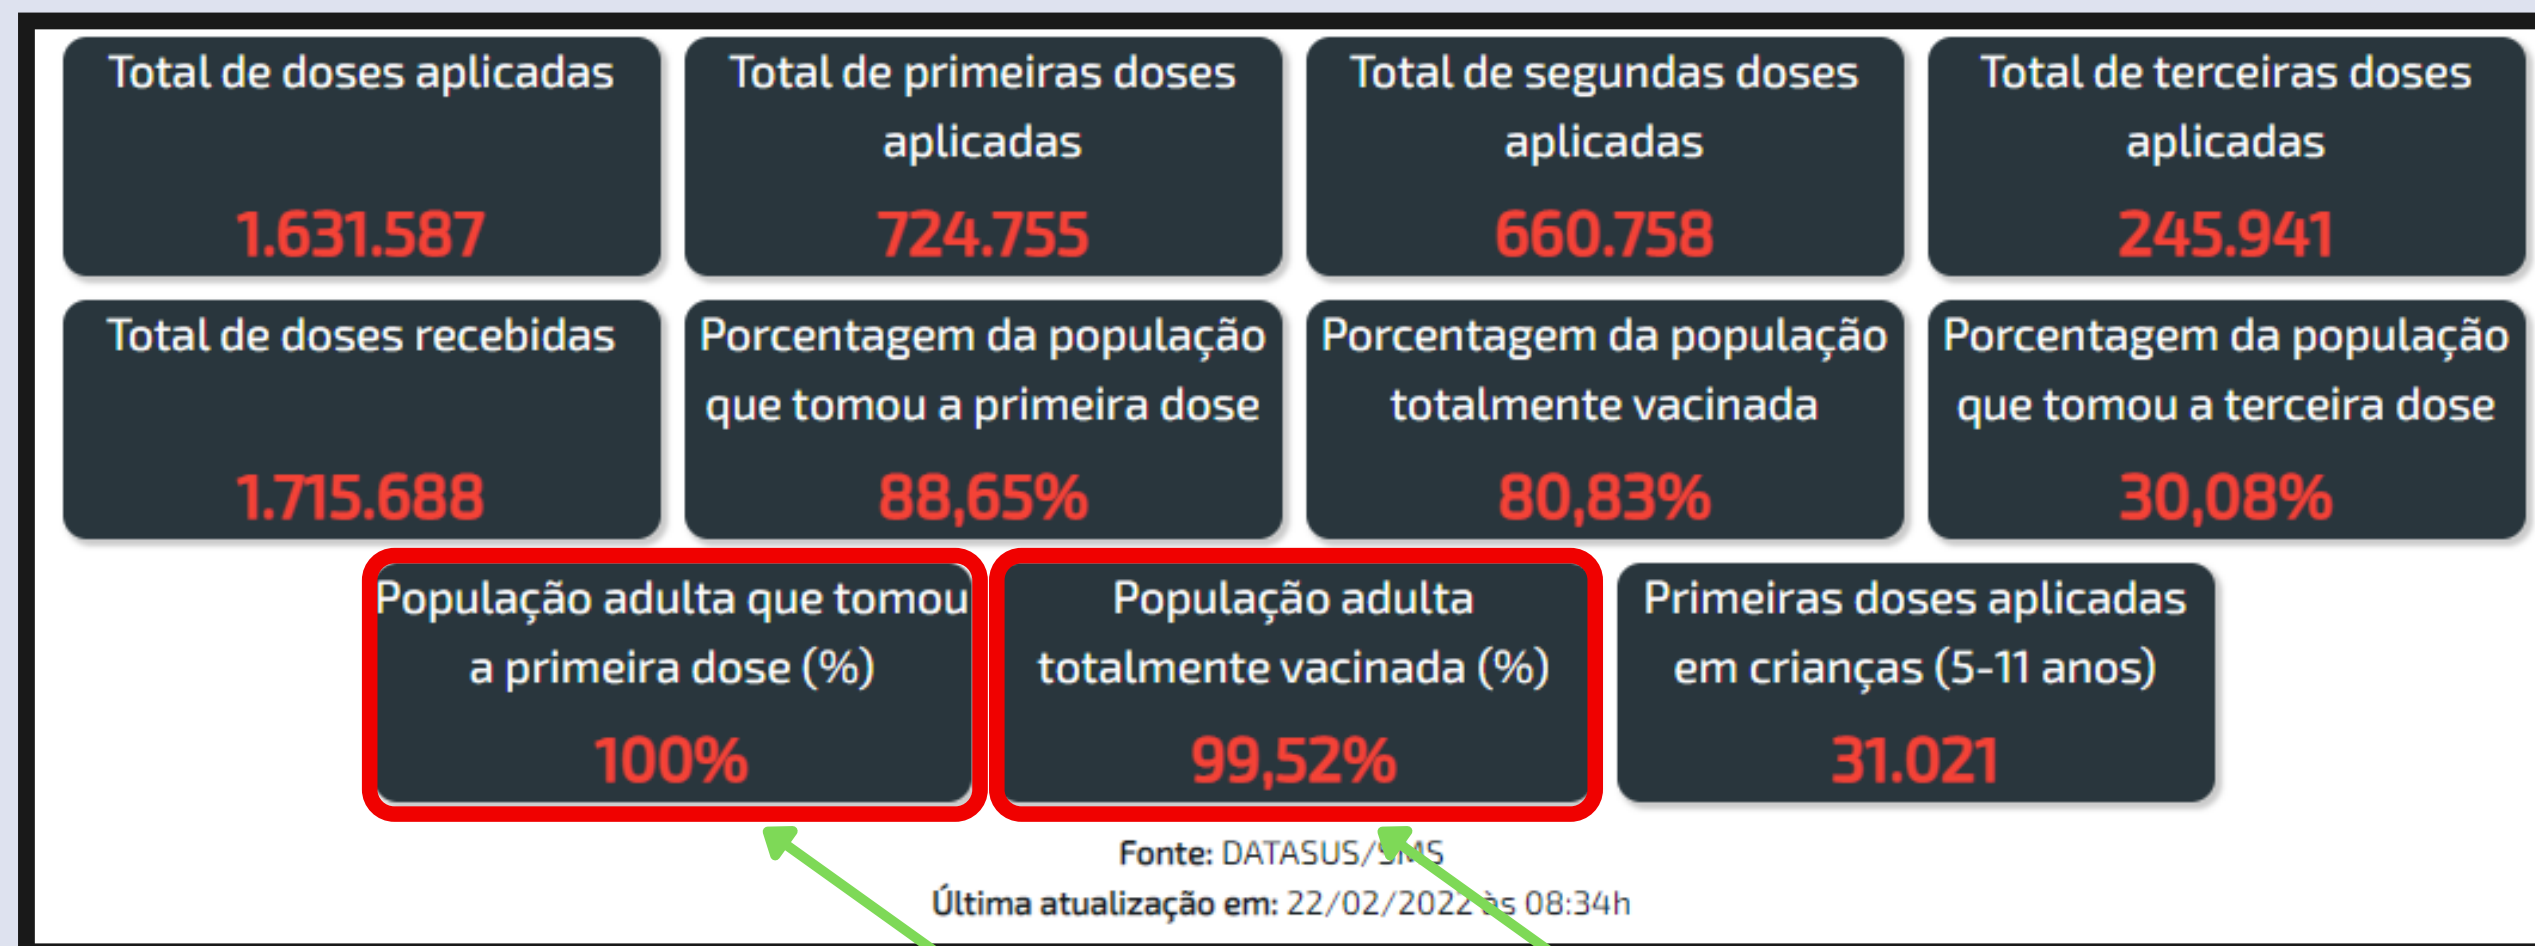 Total de doses aplicadas
1.631.587
Total de primeiras doses
aplicadas
724.755
Total de segundas doses
aplicadas
660.758
Total de terceiras doses
aplicadas
245.941
Total de doses recebidas
1.715.688
Porcentagem da população
que tomou a primeira dose
88,65%
Porcentagem da população
totalmente vacinada
80,83%
Porcentagem da população
que tomou a terceira dose
30,08%
População adulta que tomou
a primeira dose (%)
100%
População adulta
totalmente vacinada (%)
99,52%
Primeiras doses aplicadas
em crianças (5-11 anos)
31.021
Fonte: DATASUS/SMS
Última atualização em: 22/02/2022 às 08:34h